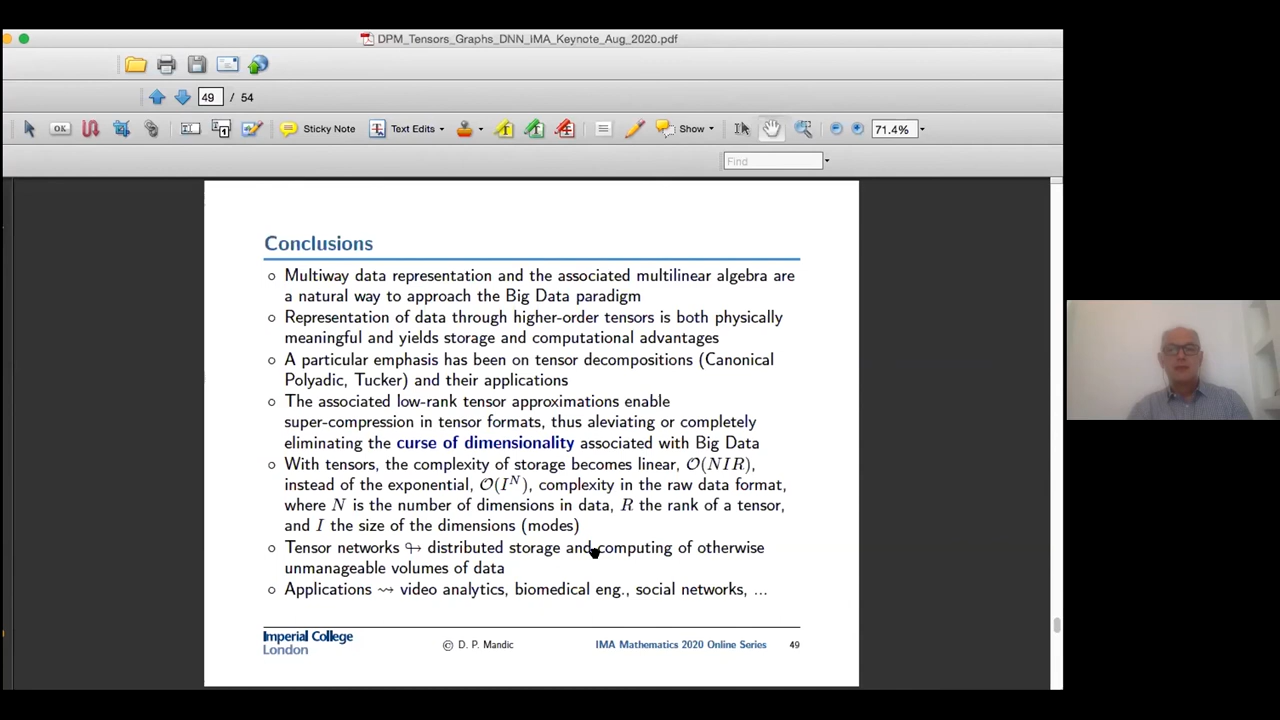 DPM_Tensors_Graphs_DNN_IMA_Keynote_Aug_2020.pdf
49 / 54
OK Sticky Note Text Edits Show 71.4%
Find
Conclusions
Multiway data representation and the associated multilinear algebra are
a natural way to approach the Big Data paradigm
Representation of data through higher-order tensors is both physically
meaningful and yields storage and computational advantages
A particular emphasis has been on tensor decompositions (Canonical
Polyadic, Tucker) and their applications
The associated low-rank tensor approximations enable
super-compression in tensor formats, thus aleviating or completely
eliminating the curse of dimensionality associated with Big Data
With tensors, the complexity of storage becomes linear, O(NIR),
instead of the exponential, O(I^N), complexity in the raw data format,
where N is the number of dimensions in data, R the rank of a tensor,
and I the size of the dimensions (modes)
Tensor networks ↬ distributed storage and computing of otherwise
unmanageable volumes of data
Applications ⇝ video analytics, biomedical eng., social networks, ...
Imperial College
London
© D. P. Mandic
IMA Mathematics 2020 Online Series 49